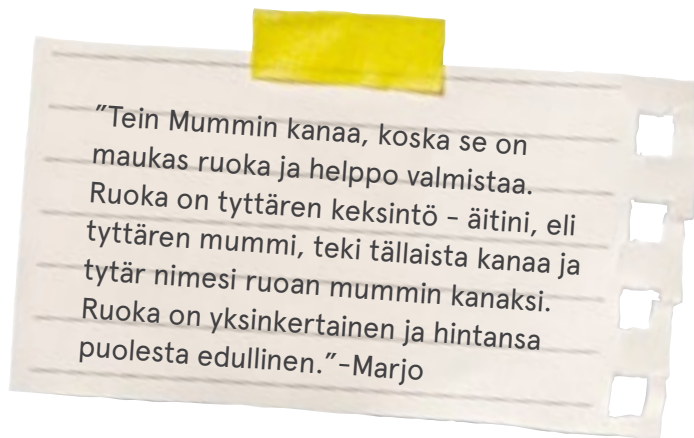 ”Tein Mummin kanaa, koska se on
maukas ruoka ja helppo valmistaa.
Ruoka on tyttären keksintö – äitini, eli
tyttären mummi, teki tällaista kanaa ja
tytär nimesi ruoan mummin kanaksi.
Ruoka on yksinkertainen ja hintansa
puolesta edullinen.”–Marjo